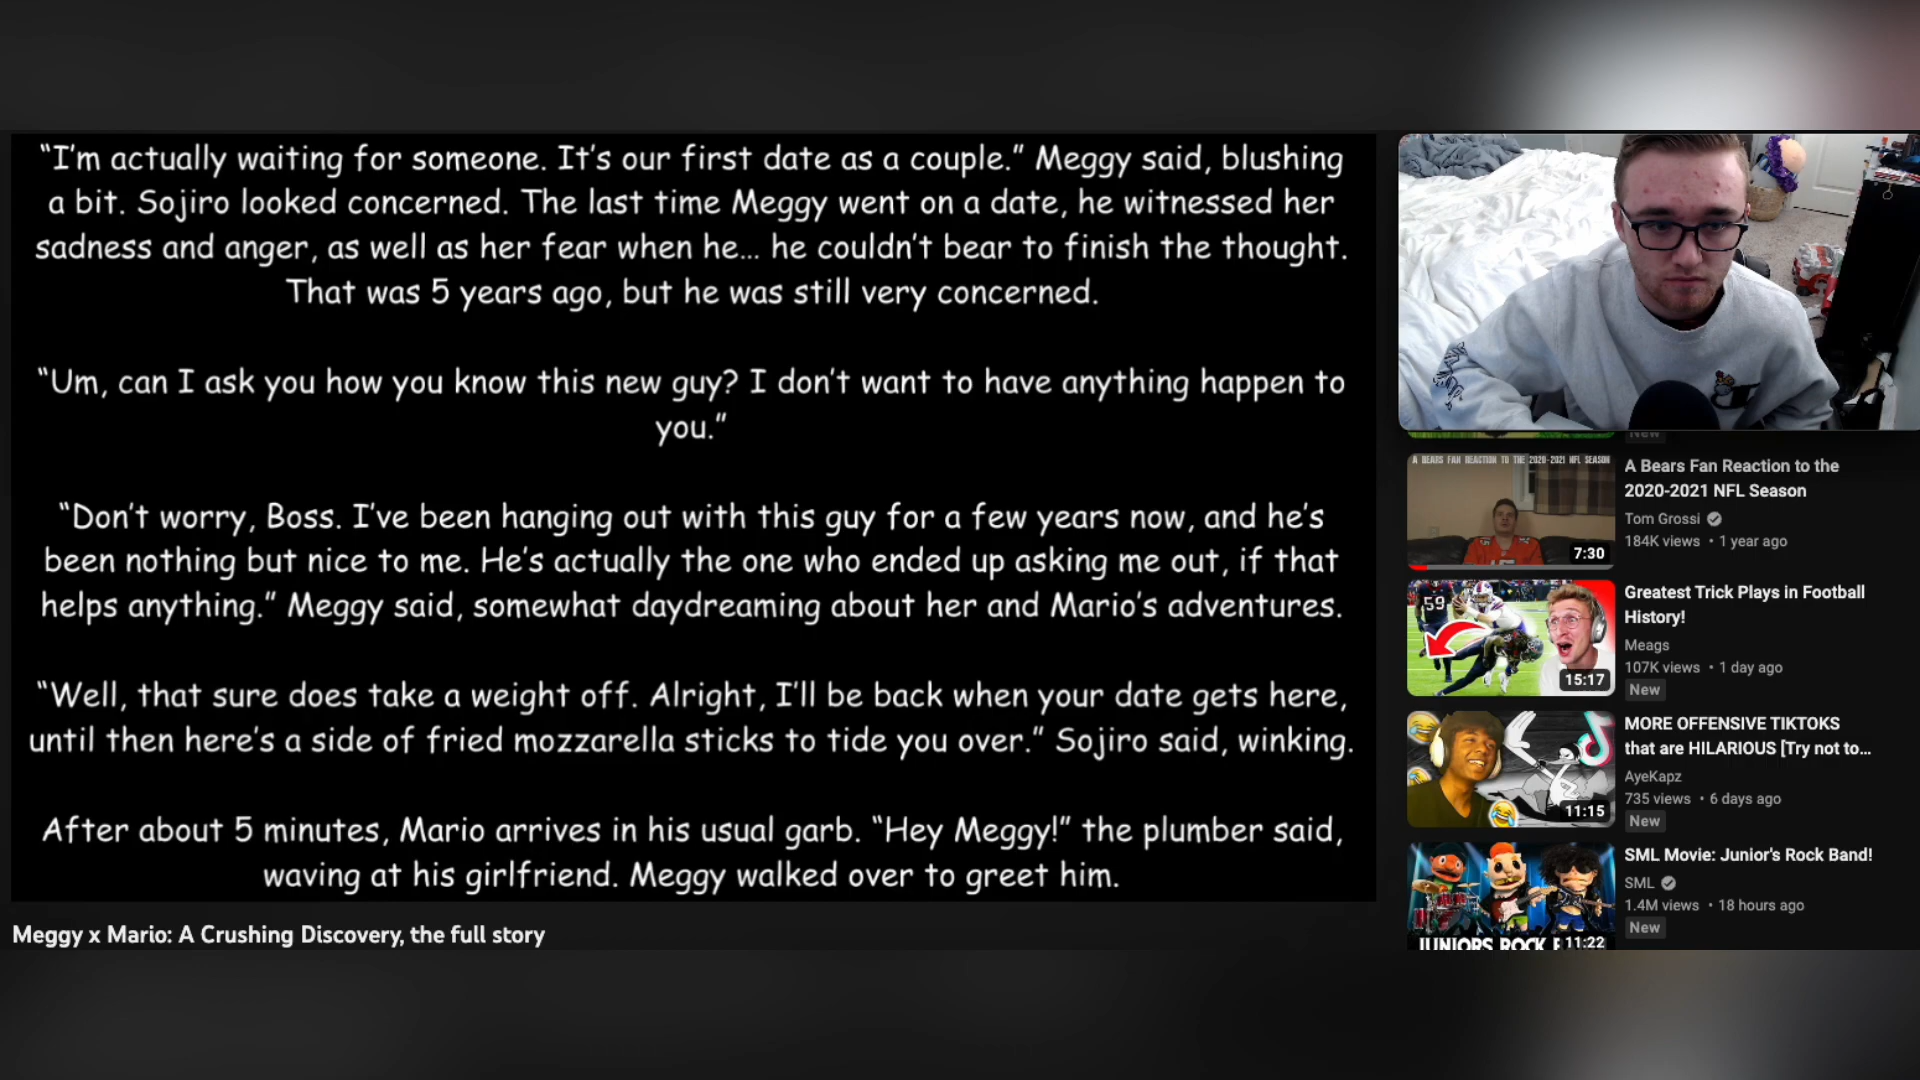 “I’m actually waiting for someone. It’s our first date as a couple.” Meggy said, blushing
a bit. Sojiro looked concerned. The last time Meggy went on a date, he witnessed her
sadness and anger, as well as her fear when he... he couldn’t bear to finish the thought.
That was 5 years ago, but he was still very concerned.
“Um, can I ask you how you know this new guy? I don’t want to have anything happen to
you.”
“Don’t worry, Boss. I’ve been hanging out with this guy for a few years now, and he’s
been nothing but nice to me. He’s actually the one who ended up asking me out, if that
helps anything.” Meggy said, somewhat daydreaming about her and Mario’s adventures.
“Well, that sure does take a weight off. Alright, I’ll be back when your date gets here,
until then here’s a side of fried mozzarella sticks to tide you over.” Sojiro said, winking.
After about 5 minutes, Mario arrives in his usual garb. “Hey Meggy!” the plumber said,
waving at his girlfriend. Meggy walked over to greet him.
Meggy x Mario: A Crushing Discovery, the full story
New
A BEARS FAN REACTION TO THE 2020-2021 NFL SEASON
7:30
A Bears Fan Reaction to the
2020-2021 NFL Season
Tom Grossi
184K views • 1 year ago
59
15:17
Greatest Trick Plays in Football
History!
Meags
107K views • 1 day ago
New
11:15
MORE OFFENSIVE TIKTOKS
that are HILARIOUS [Try not to...
AyeKapz
735 views • 6 days ago
New
JUNIORS ROCK
11:22
SML Movie: Junior's Rock Band!
SML
1.4M views • 18 hours ago
New